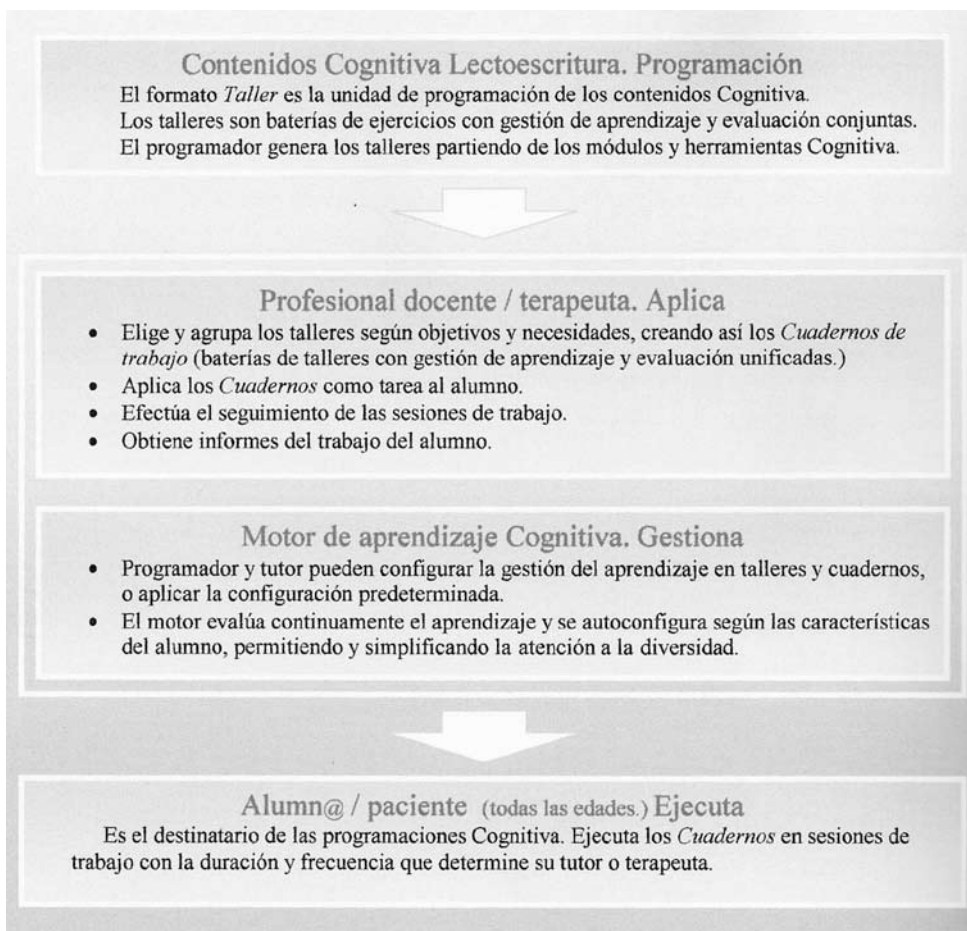 Contenidos Cognitiva Lectoescritura. Programación
El formato Taller es la unidad de programación de los contenidos Cognitiva.
Los talleres son baterías de ejercicios con gestión de aprendizaje y evaluación conjuntas.
El programador genera los talleres partiendo de los módulos y herramientas Cognitiva.
Profesional docente / terapeuta. Aplica
• Elige y agrupa los talleres según objetivos y necesidades, creando así los Cuadernos de
trabajo (baterías de talleres con gestión de aprendizaje y evaluación unificadas.)
• Aplica los Cuadernos como tarea al alumno.
• Efectúa el seguimiento de las sesiones de trabajo.
• Obtiene informes del trabajo del alumno.
Motor de aprendizaje Cognitiva. Gestiona
• Programador y tutor pueden configurar la gestión del aprendizaje en talleres y cuadernos,
o aplicar la configuración predeterminada.
• El motor evalúa continuamente el aprendizaje y se autoconfigura según las características
del alumno, permitiendo y simplificando la atención a la diversidad.
Alumn@ / paciente (todas las edades.) Ejecuta
Es el destinatario de las programaciones Cognitiva. Ejecuta los Cuadernos en sesiones de
trabajo con la duración y frecuencia que determine su tutor o terapeuta.